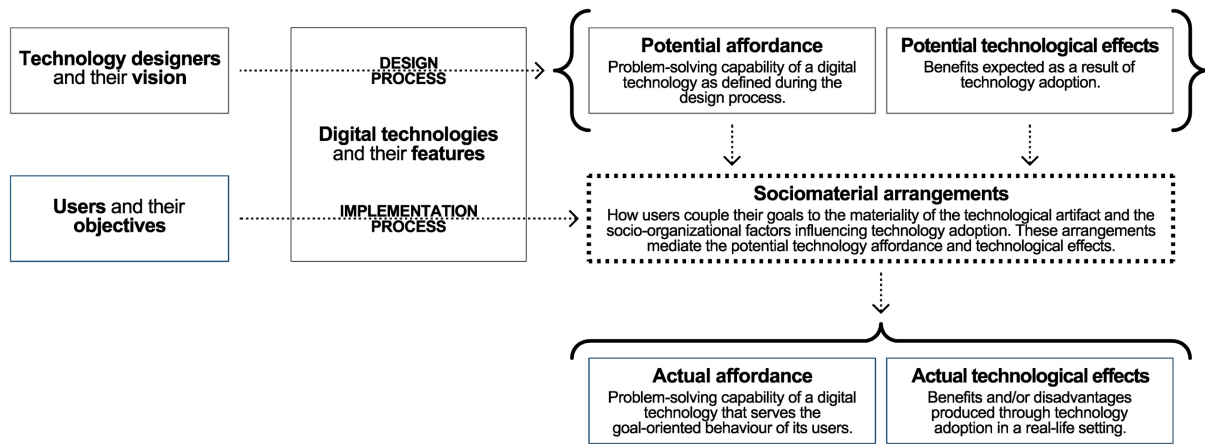 Technology designers
and their vision
DESIGN
PROCESS
Digital technologies
and their features
Users and their
objectives
IMPLEMENTATION
PROCESS
Potential affordance
Problem-solving capability of a digital
technology as defined during the
design process.
Potential technological effects
Benefits expected as a result of
technology adoption.
Sociomaterial arrangements
How users couple their goals to the materiality of the technological artifact and the
socio-organizational factors influencing technology adoption. These arrangements
mediate the potential technology affordance and technological effects.
Actual affordance
Problem-solving capability of a digital
technology that serves the
goal-oriented behaviour of its users.
Actual technological effects
Benefits and/or disadvantages
produced through technology
adoption in a real-life setting.